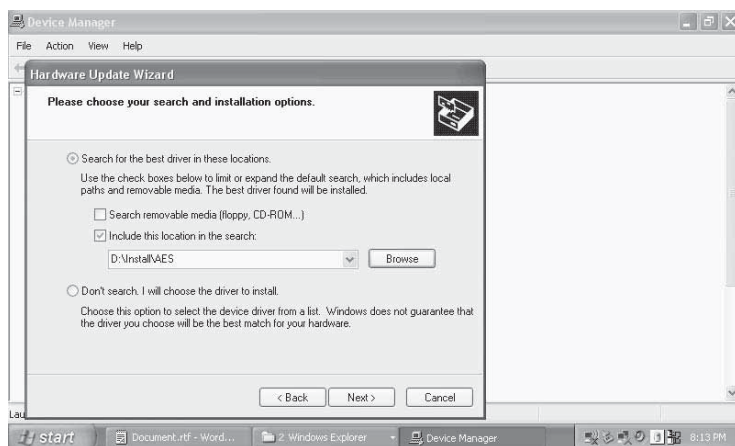 Device Manager
File Action View Help
Hardware Update Wizard
Please choose your search and installation options.
Search for the best driver in these locations.
Use the check boxes below to limit or expand the default search, which includes local
paths and removable media. The best driver found will be installed.
Search removable media (floppy, CD-ROM...)
Include this location in the search:
D:\Install\AES
Browse
Don't search. I will choose the driver to install.
Choose this option to select the device driver from a list. Windows does not guarantee that
the driver you choose will be the best match for your hardware.
< Back Next > Cancel
Lau
start Document.rtf - Word... 2 Windows Explorer Device Manager 8:13 PM